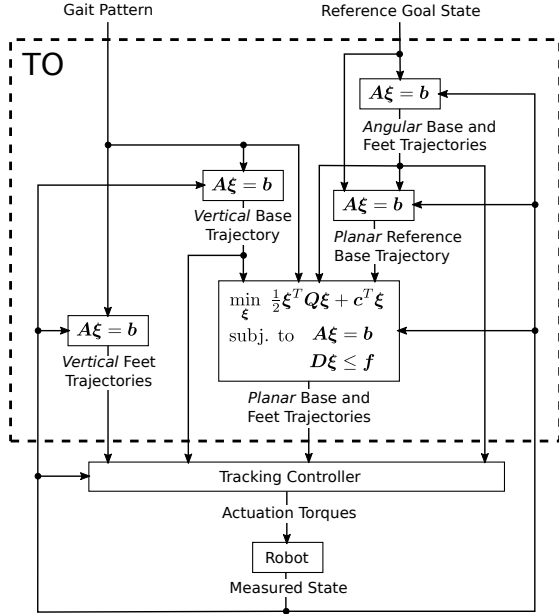 Gait Pattern
Reference Goal State
TO
Aξ = b
Angular Base and
Feet Trajectories
Aξ = b
Vertical Base
Trajectory
Aξ = b
Planar Reference
Base Trajectory
min ½ξᵀQξ + cᵀξ
ξ
subj. to Aξ = b
Dξ ≤ f
Aξ = b
Vertical Feet
Trajectories
Planar Base and
Feet Trajectories
Tracking Controller
Actuation Torques
Robot
Measured State